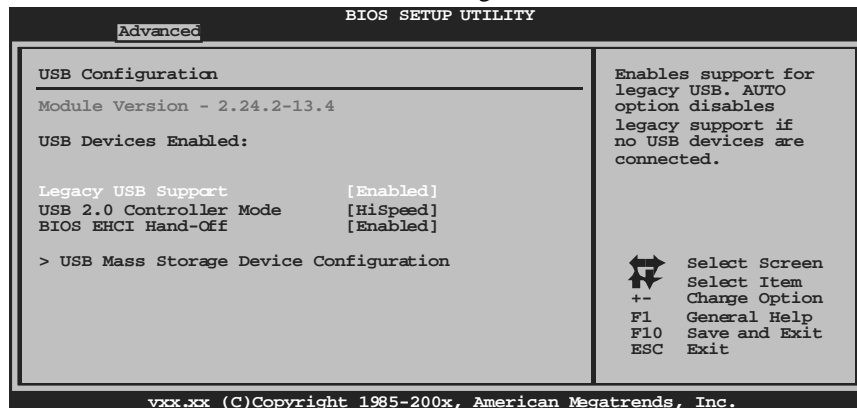 BIOS SETUP UTILITY
Advanced
USB Configuration
Module Version - 2.24.2-13.4
USB Devices Enabled:
Legacy USB Support [Enabled]
USB 2.0 Controller Mode [HiSpeed]
BIOS EHCI Hand-Off [Enabled]
> USB Mass Storage Device Configuration
Enables support for
legacy USB. AUTO
option disables
legacy support if
no USB devices are
connected.
Select Screen
Select Item
+- Change Option
F1 General Help
F10 Save and Exit
ESC Exit
vxx.xx (C)Copyright 1985-200x, American Megatrends, Inc.